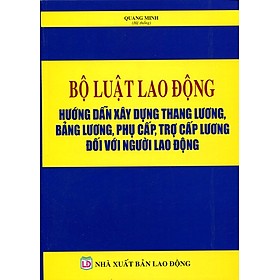 QUANG MINH
(Hệ thống)
BỘ LUẬT LAO ĐỘNG
HƯỚNG DẪN XÂY DỰNG THANG LƯƠNG,
BẢNG LƯƠNG, PHỤ CẤP, TRỢ CẤP LƯƠNG
ĐỐI VỚI NGƯỜI LAO ĐỘNG
LĐ NHÀ XUẤT BẢN LAO ĐỘNG